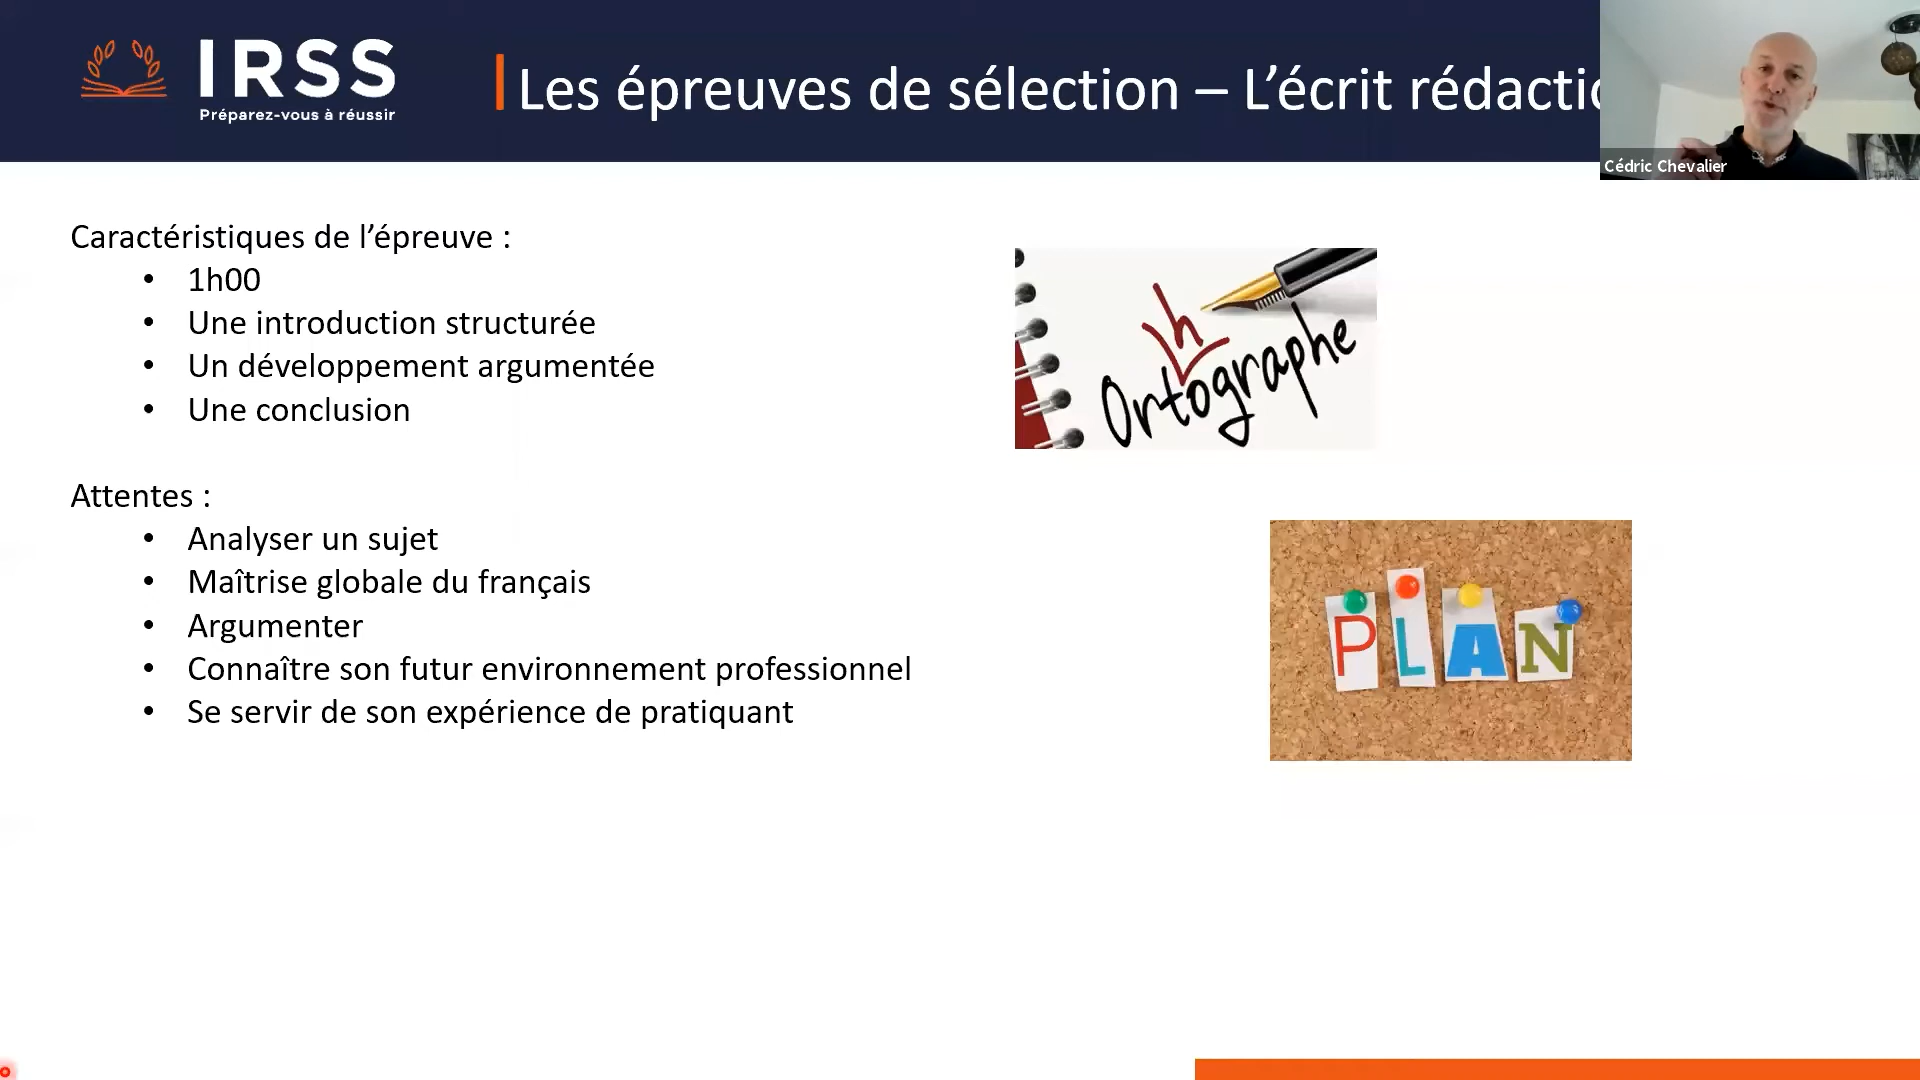 IRSS
Préparez-vous à réussir
Les épreuves de sélection – L’écrit rédactio
Cédric Chevalier
Caractéristiques de l’épreuve :
• 1h00
• Une introduction structurée
• Un développement argumentée
• Une conclusion
h
Ortographe
Attentes :
• Analyser un sujet
• Maîtrise globale du français
• Argumenter
• Connaître son futur environnement professionnel
• Se servir de son expérience de pratiquant
PLAN